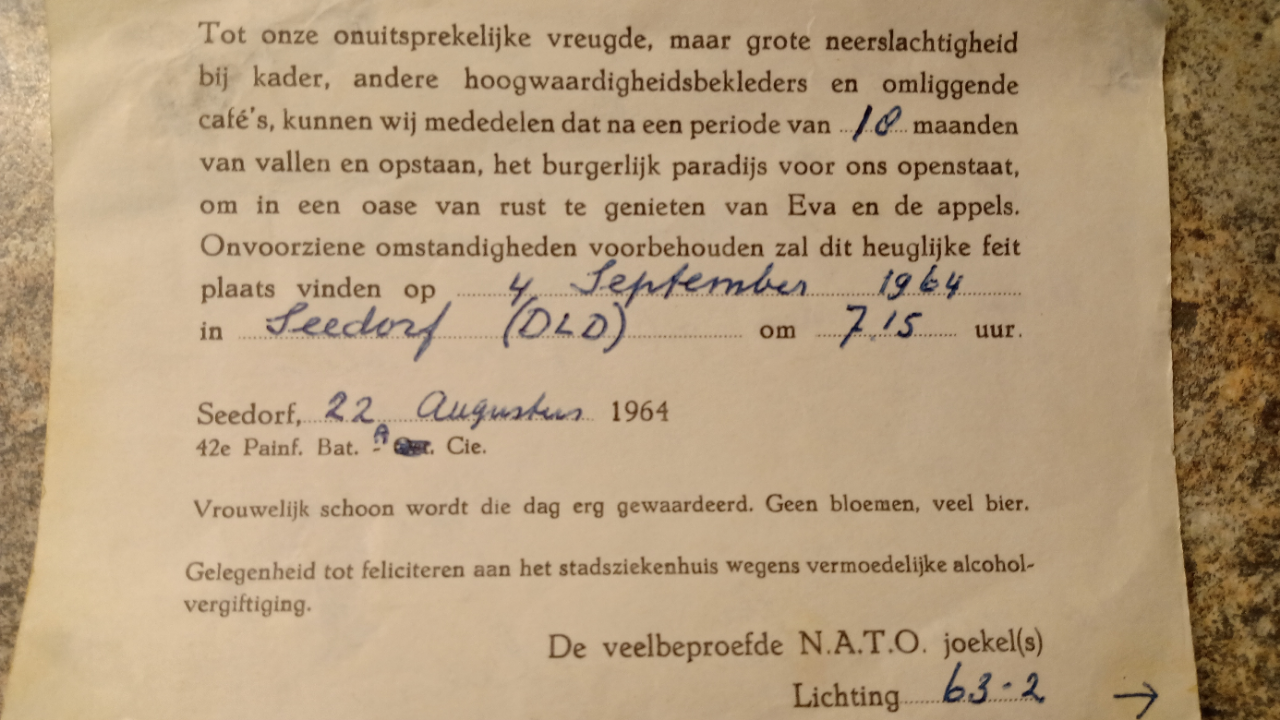 Tot onze onuitsprekelijke vreugde, maar grote neerslachtigheid
bij kader, andere hoogwaardigheidsbekleders en omliggende
café's, kunnen wij mededelen dat na een periode van 18 maanden
van vallen en opstaan, het burgerlijk paradijs voor ons openstaat,
om in een oase van rust te genieten van Eva en de appels.
Onvoorziene omstandigheden voorbehouden zal dit heuglijke feit
plaats vinden op 4 September 1964
in Seedorf (DLD) om 7.15 uur.
Seedorf, 22 Augustus 1964
42e Painf. Bat. A Cie.
Vrouwelijk schoon wordt die dag erg gewaardeerd. Geen bloemen, veel bier.
Gelegenheid tot feliciteren aan het stadsziekenhuis wegens vermoedelijke alcohol-
vergiftiging.
De veelbeproefde N.A.T.O. joekel(s)
Lichting 63-2 →